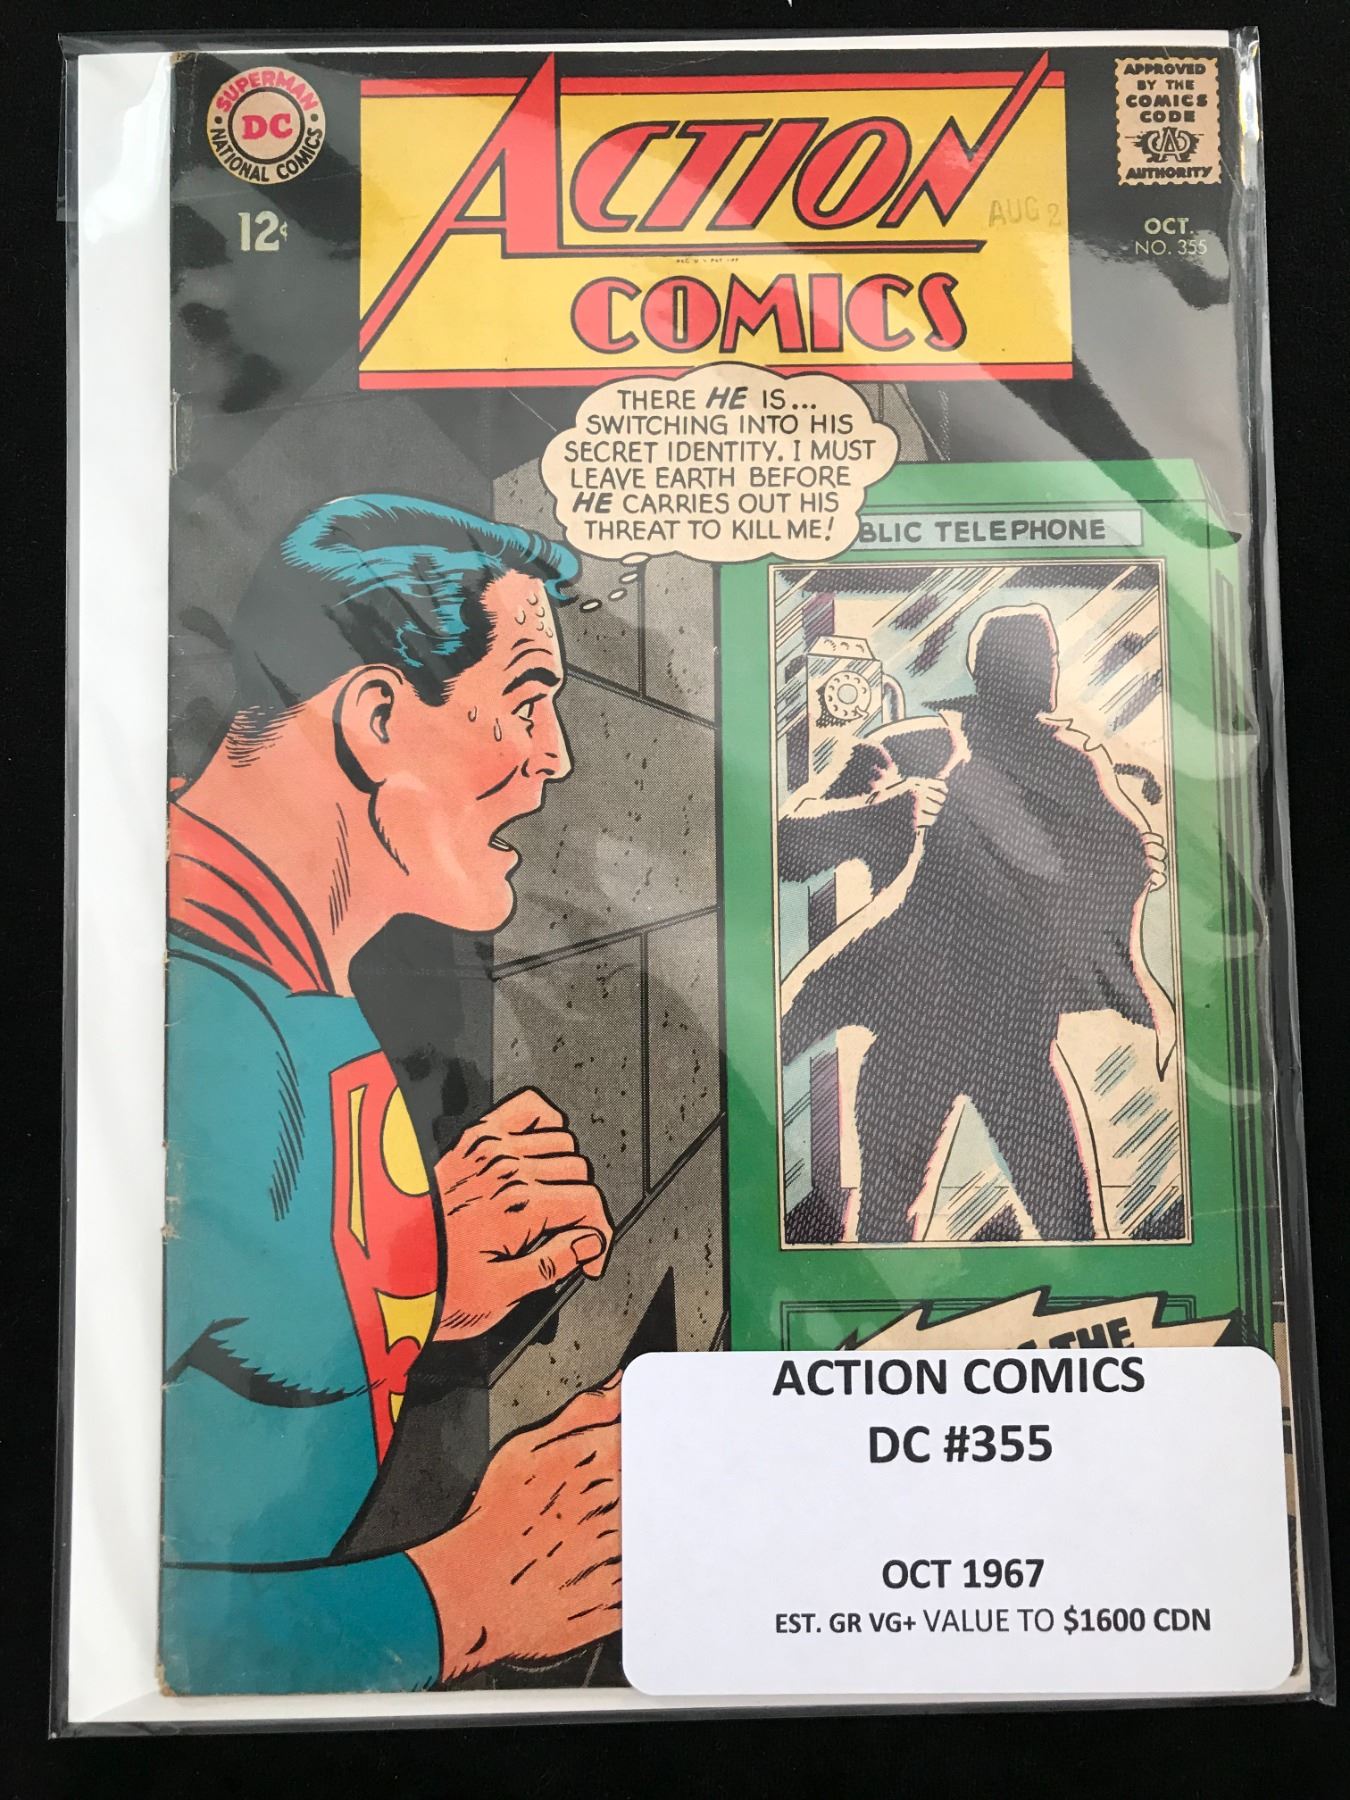 SUPERMAN
DC
NATIONAL COMICS
12¢
ACTION
COMICS
AUG 2
APPROVED
BY THE
COMICS
CODE
AUTHORITY
OCT.
NO. 355
THERE HE IS...
SWITCHING INTO HIS
SECRET IDENTITY. I MUST
LEAVE EARTH BEFORE
HE CARRIES OUT HIS
THREAT TO KILL ME!
BLIC TELEPHONE
THE
ACTION COMICS
DC #355
OCT 1967
EST. GR VG+ VALUE TO $1600 CDN